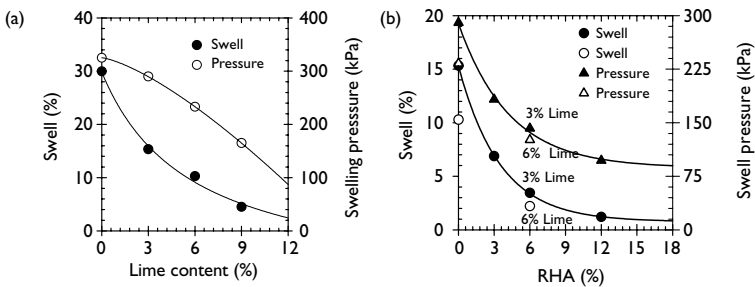 (a)
50
40
30
20
10
0
Swell (%)
Swell
Pressure
400
300
200
100
0
Swelling presssure (kPa)
0 3 6 9 12
Lime content (%)
(b)
20
15
10
5
0
Swell (%)
Swell
Swell
Pressure
Pressure
3% Lime
6% Lime
3% Lime
6% Lime
300
225
150
75
0
Swell pressure (kPa)
0 3 6 9 12 15 18
RHA (%)